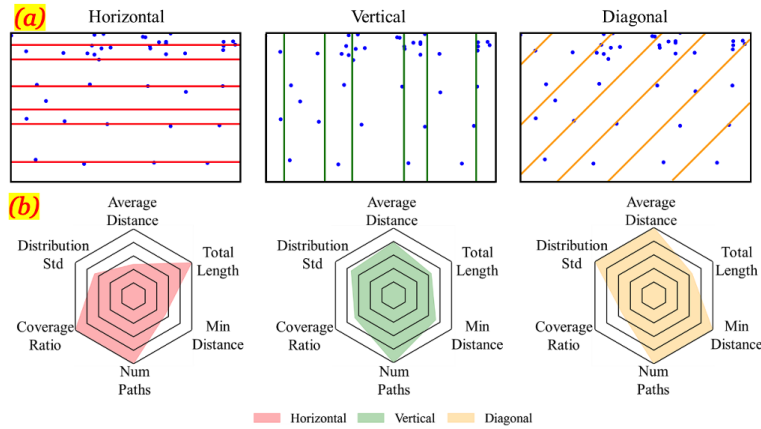 (a)
Horizontal
Vertical
Diagonal
(b)
Average
Distance
Distribution
Std
Total
Length
Coverage
Ratio
Min
Distance
Num
Paths
Average
Distance
Distribution
Std
Total
Length
Coverage
Ratio
Min
Distance
Num
Paths
Average
Distance
Distribution
Std
Total
Length
Coverage
Ratio
Min
Distance
Num
Paths
Horizontal
Vertical
Diagonal